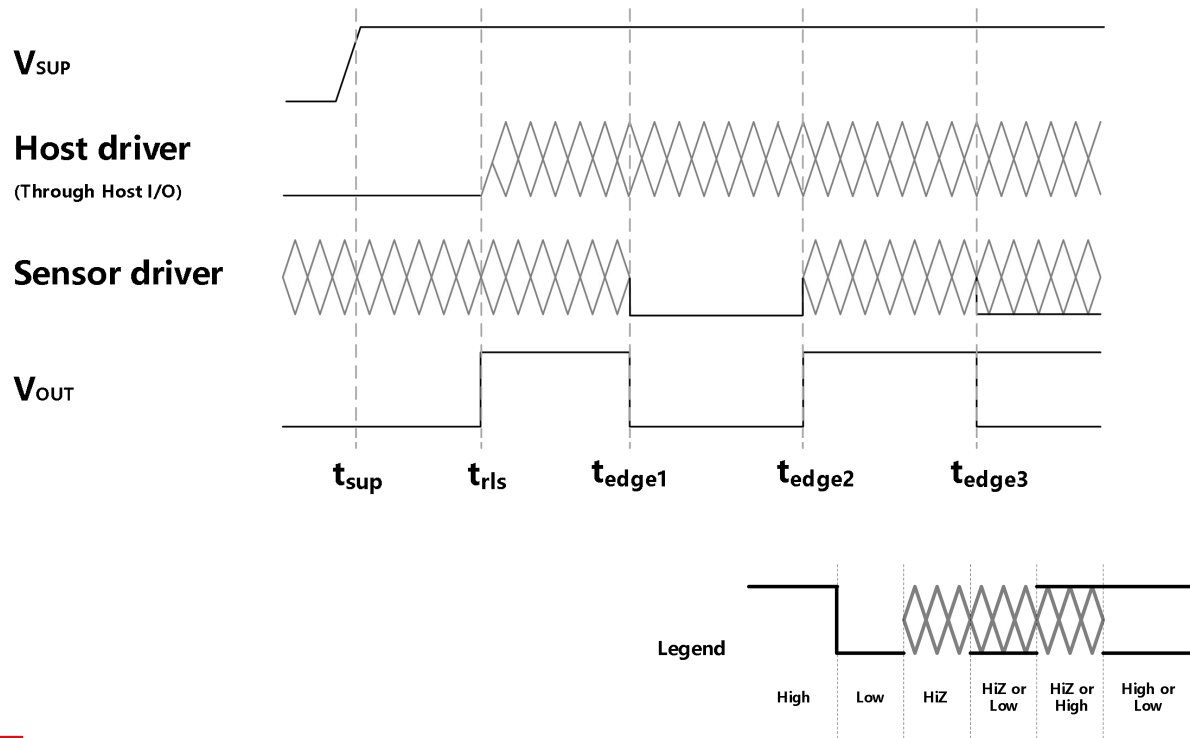 VSUP
Host driver
(Through Host I/O)
Sensor driver
VOUT
tsup trls tedge1 tedge2 tedge3
Legend
High Low HiZ HiZ or Low HiZ or High High or Low